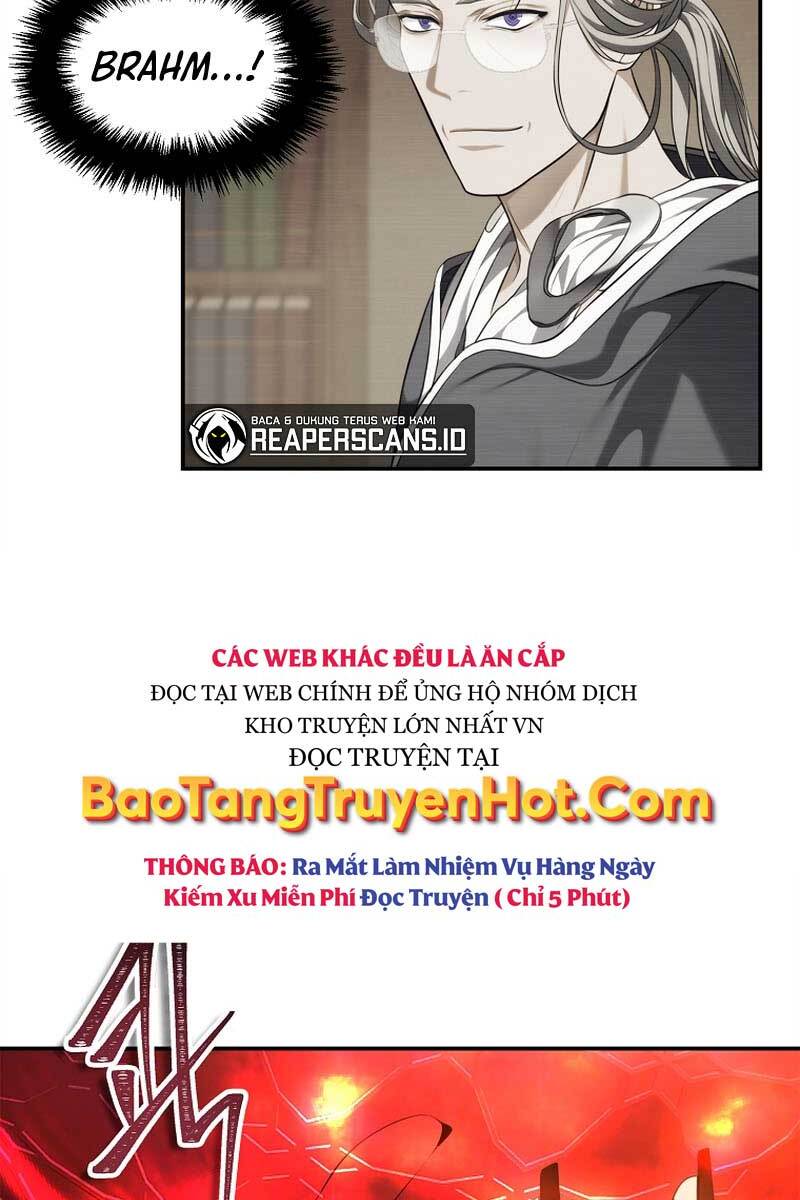 BRAHM...!
BACA & DUKUNG TERUS WEB KAMI
REAPERSCANS.ID
CÁC WEB KHÁC ĐỀU LÀ ĂN CẮP
ĐỌC TẠI WEB CHÍNH ĐỂ ỦNG HỘ NHÓM DỊCH
KHO TRUYỆN LỚN NHẤT VN
ĐỌC TRUYỆN TẠI
BaoTangTruyenHot.Com
THÔNG BÁO: Ra Mắt Làm Nhiệm Vụ Hàng Ngày
Kiếm Xu Miễn Phí Đọc Truyện ( Chỉ 5 Phút)